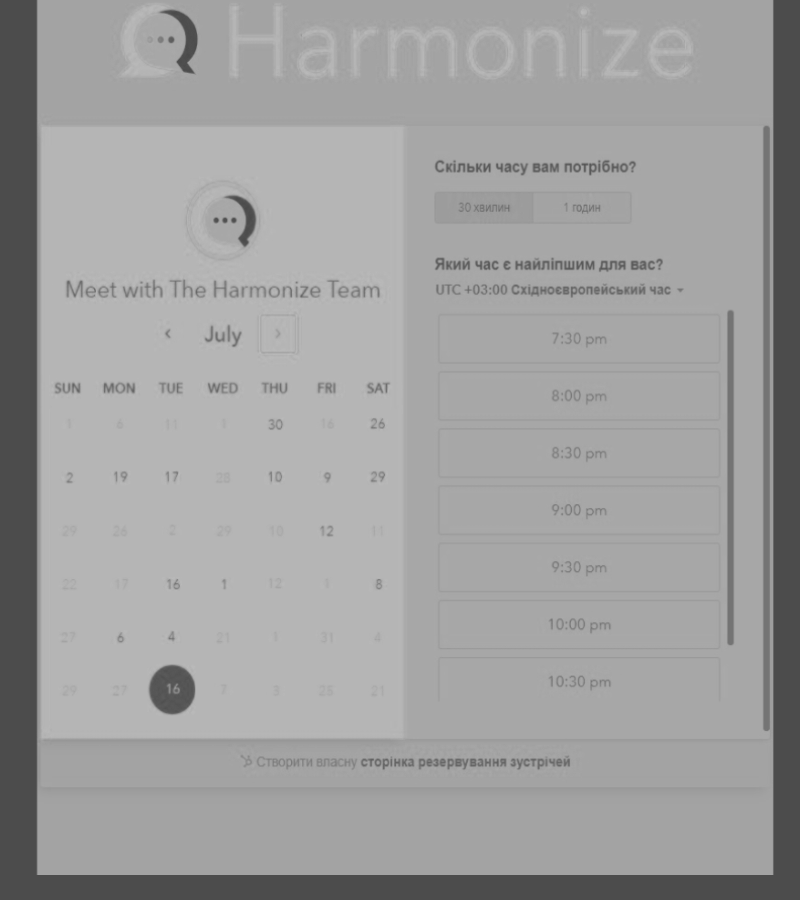 Harmonize
Meet with The Harmonize Team
July
SUN MON TUE WED THU FRI SAT
1 6 11 1 30 16 26
2 19 17 28 10 9 29
29 26 2 29 10 12 11
22 17 16 1 12 1 8
27 6 4 21 1 31 4
29 27 16 7 3 25 21
Скільки часу вам потрібно?
30 хвилин 1 годин
Який час є найліпшим для вас?
UTC +03:00 Східноєвропейський час
7:30 pm
8:00 pm
8:30 pm
9:00 pm
9:30 pm
10:00 pm
10:30 pm
Створити власну сторінка резервування зустрічей